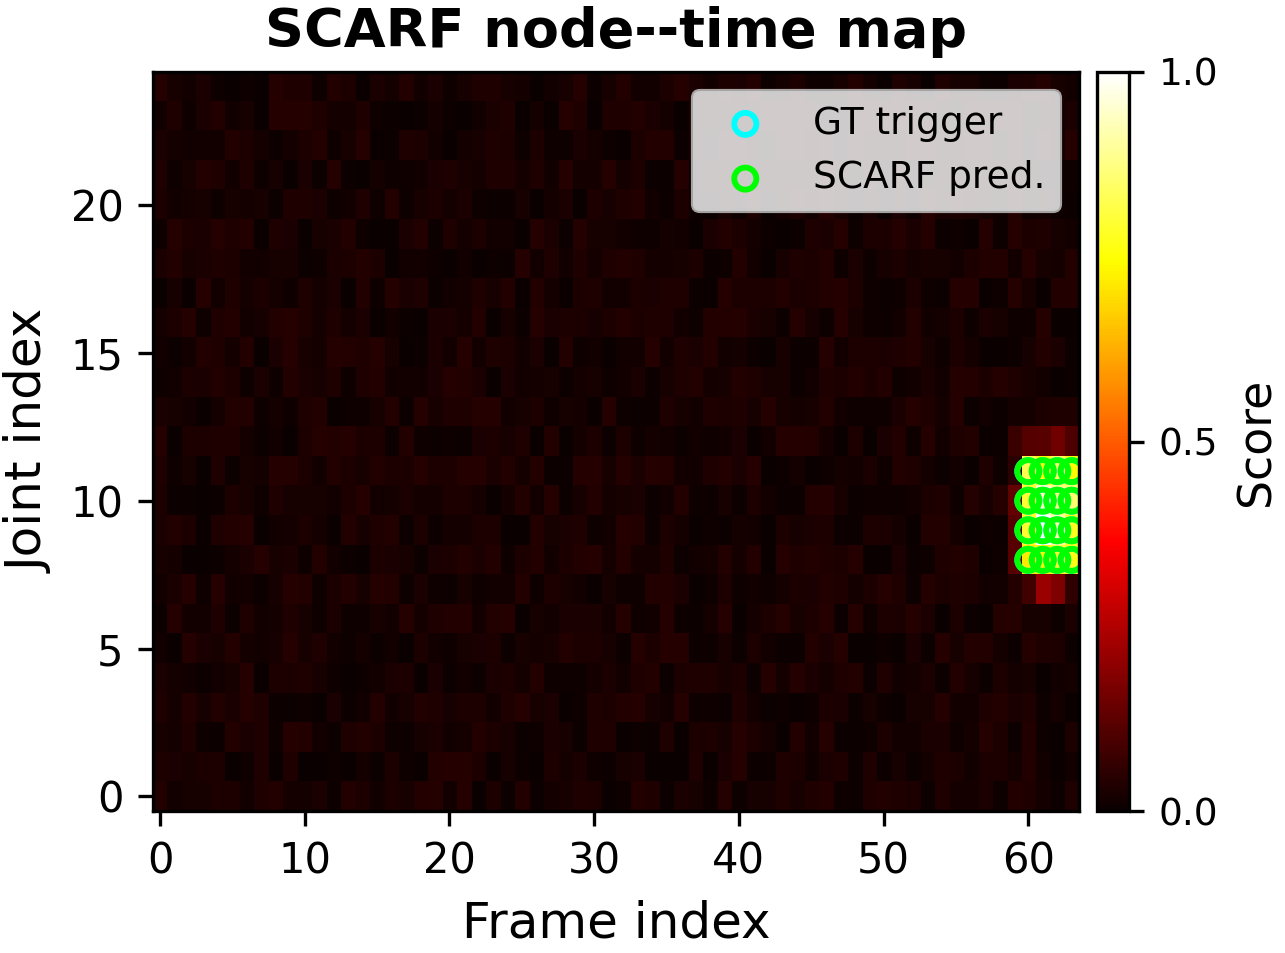 SCARF node--time map
GT trigger
SCARF pred.
Joint index
20
15
10
5
0
0 10 20 30 40 50 60
Frame index
1.0
0.5
0.0
Score